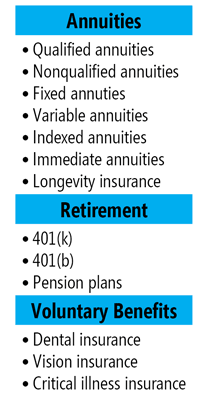 Annuities
• Qualified annuities
• Nonqualified annuities
• Fixed annuties
• Variable annuities
• Indexed annuities
• Immediate annuities
• Longevity insurance
Retirement
• 401(k)
• 401(b)
• Pension plans
Voluntary Benefits
• Dental insurance
• Vision insurance
• Critical illness insurance